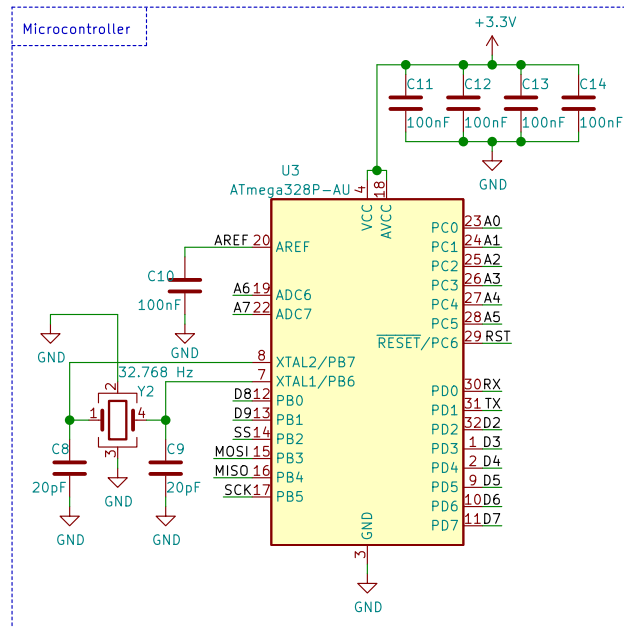 Microcontroller
+3.3V
C11 C12 C13 C14
100nF 100nF 100nF 100nF
GND
U3
ATmega328P-AU
4 18
VCC AVCC
AREF 20 AREF
C10
100nF
GND
A6 19 ADC6
A7 22 ADC7
GND
8 XTAL2/PB7
7 XTAL1/PB6
D8 12 PB0
D9 13 PB1
SS 14 PB2
MOSI 15 PB3
MISO 16 PB4
SCK 17 PB5
PC0 23 A0
PC1 24 A1
PC2 25 A2
PC3 26 A3
PC4 27 A4
PC5 28 A5
RESET/PC6 29 RST
PD0 30 RX
PD1 31 TX
PD2 32 D2
PD3 1 D3
PD4 2 D4
PD5 9 D5
PD6 10 D6
PD7 11 D7
32.768 Hz
Y2
2
1 4
3
C8 C9
20pF GND 20pF
GND GND
GND
3
GND